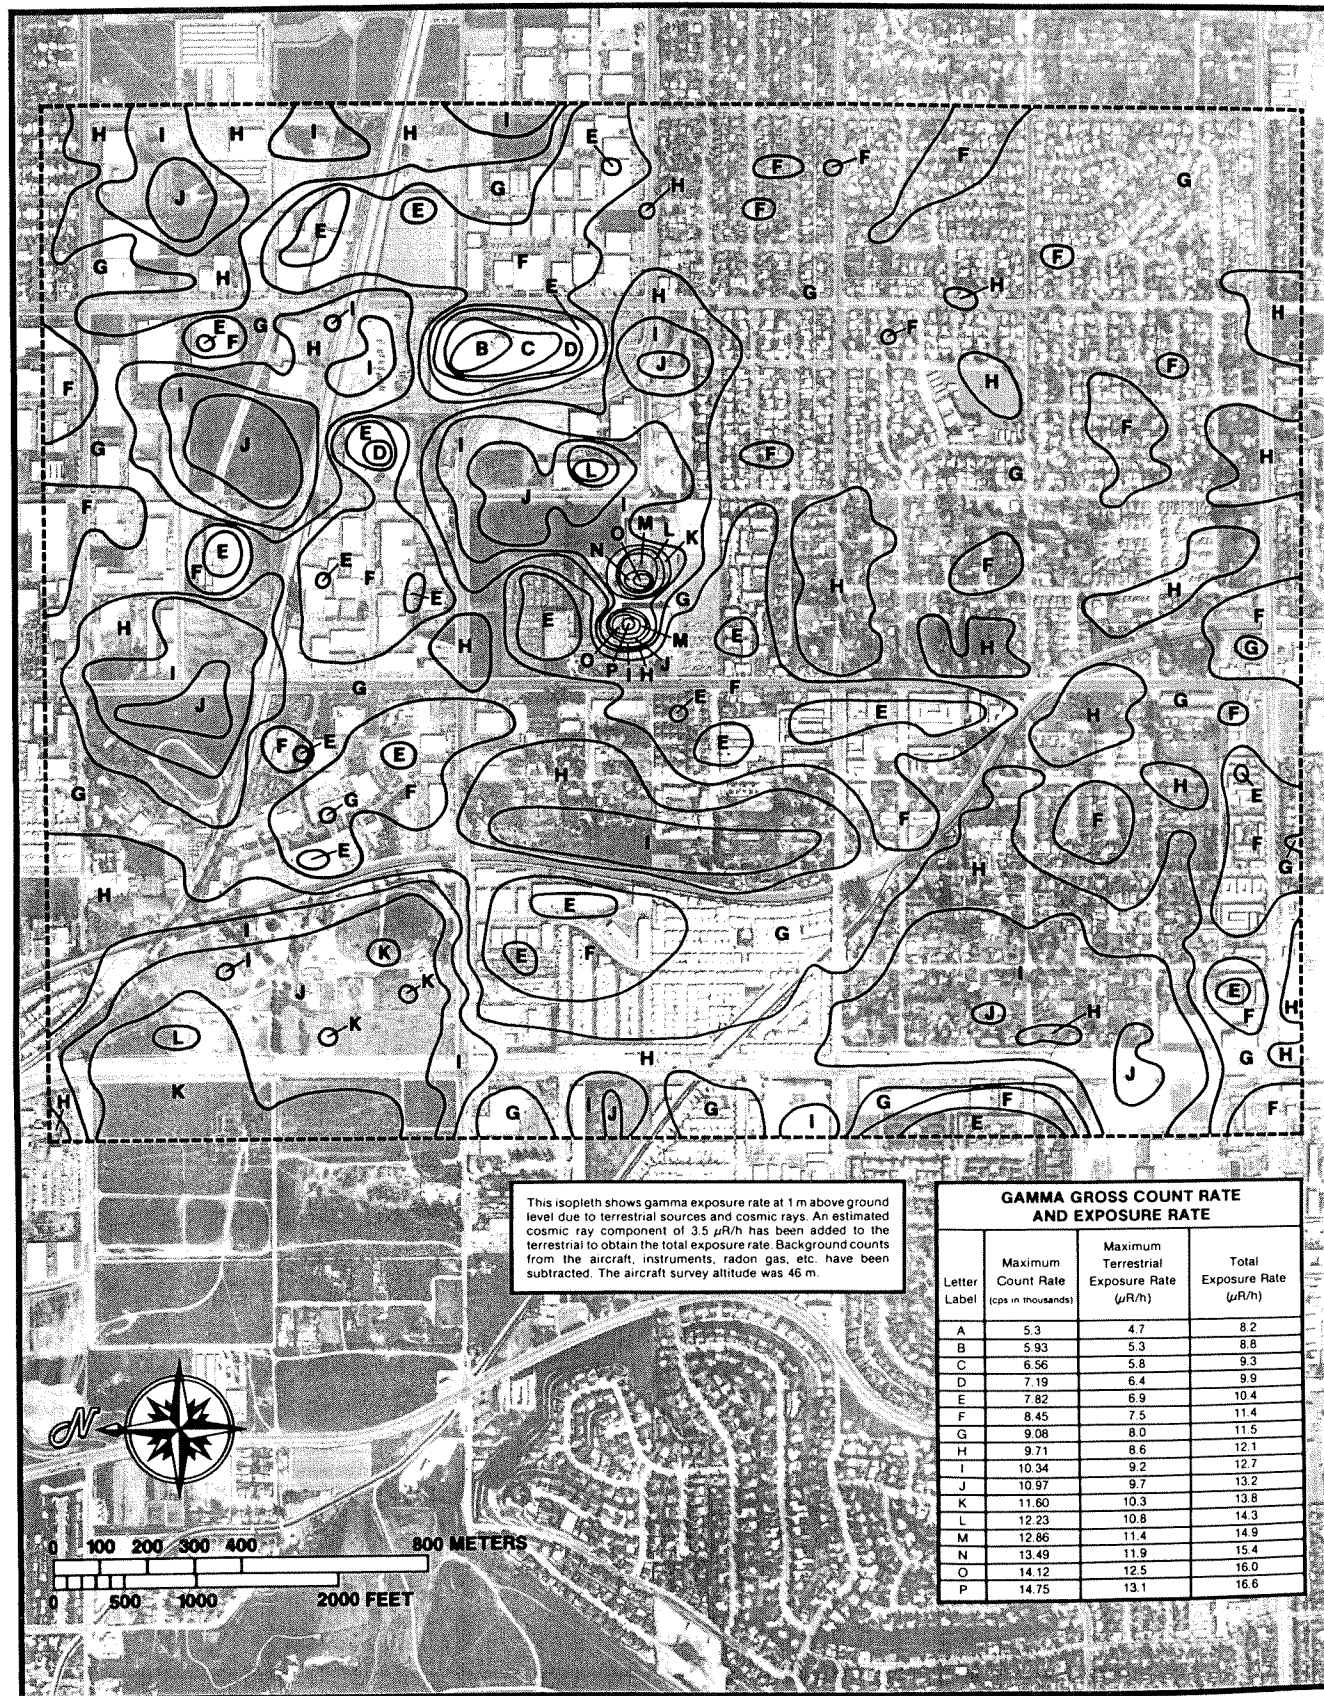 H I H I H I E
F F F
J G H G
E E F
G H F F
E H G H
E G I H
F B C D I F
H I J F
F I H
E F
G D J I L F G H
F J I
O M L K
N
E F E F E F H H
F
E E G
H H M E H G
I O P I H J
G F
J E E H G F
F E E E H
G F G H Q
E
E I F F F
H H G
I E F G
K E I E
I J K J F H
K
L H H
K I J G H
H G I J G I G F E F
This isopleth shows gamma exposure rate at 1 m above ground
level due to terrestrial sources and cosmic rays. An estimated
cosmic ray component of 3.5 μR/h has been added to the
terrestrial to obtain the total exposure rate. Background counts
from the aircraft, instruments, radon gas, etc. have been
subtracted. The aircraft survey altitude was 46 m.
GAMMA GROSS COUNT RATE
AND EXPOSURE RATE
Letter Label
Maximum Count Rate (cps in thousands)
Maximum Terrestrial Exposure Rate (μR/h)
Total Exposure Rate (μR/h)
A 5.3 4.7 8.2
B 5.93 5.3 8.8
C 6.56 5.8 9.3
D 7.19 6.4 9.9
E 7.82 6.9 10.4
F 8.45 7.5 11.4
G 9.08 8.0 11.5
H 9.71 8.6 12.1
I 10.34 9.2 12.7
J 10.97 9.7 13.2
K 11.60 10.3 13.8
L 12.23 10.8 14.3
M 12.86 11.4 14.9
N 13.49 11.9 15.4
O 14.12 12.5 16.0
P 14.75 13.1 16.6
N
0 100 200 300 400 800 METERS
0 500 1000 2000 FEET